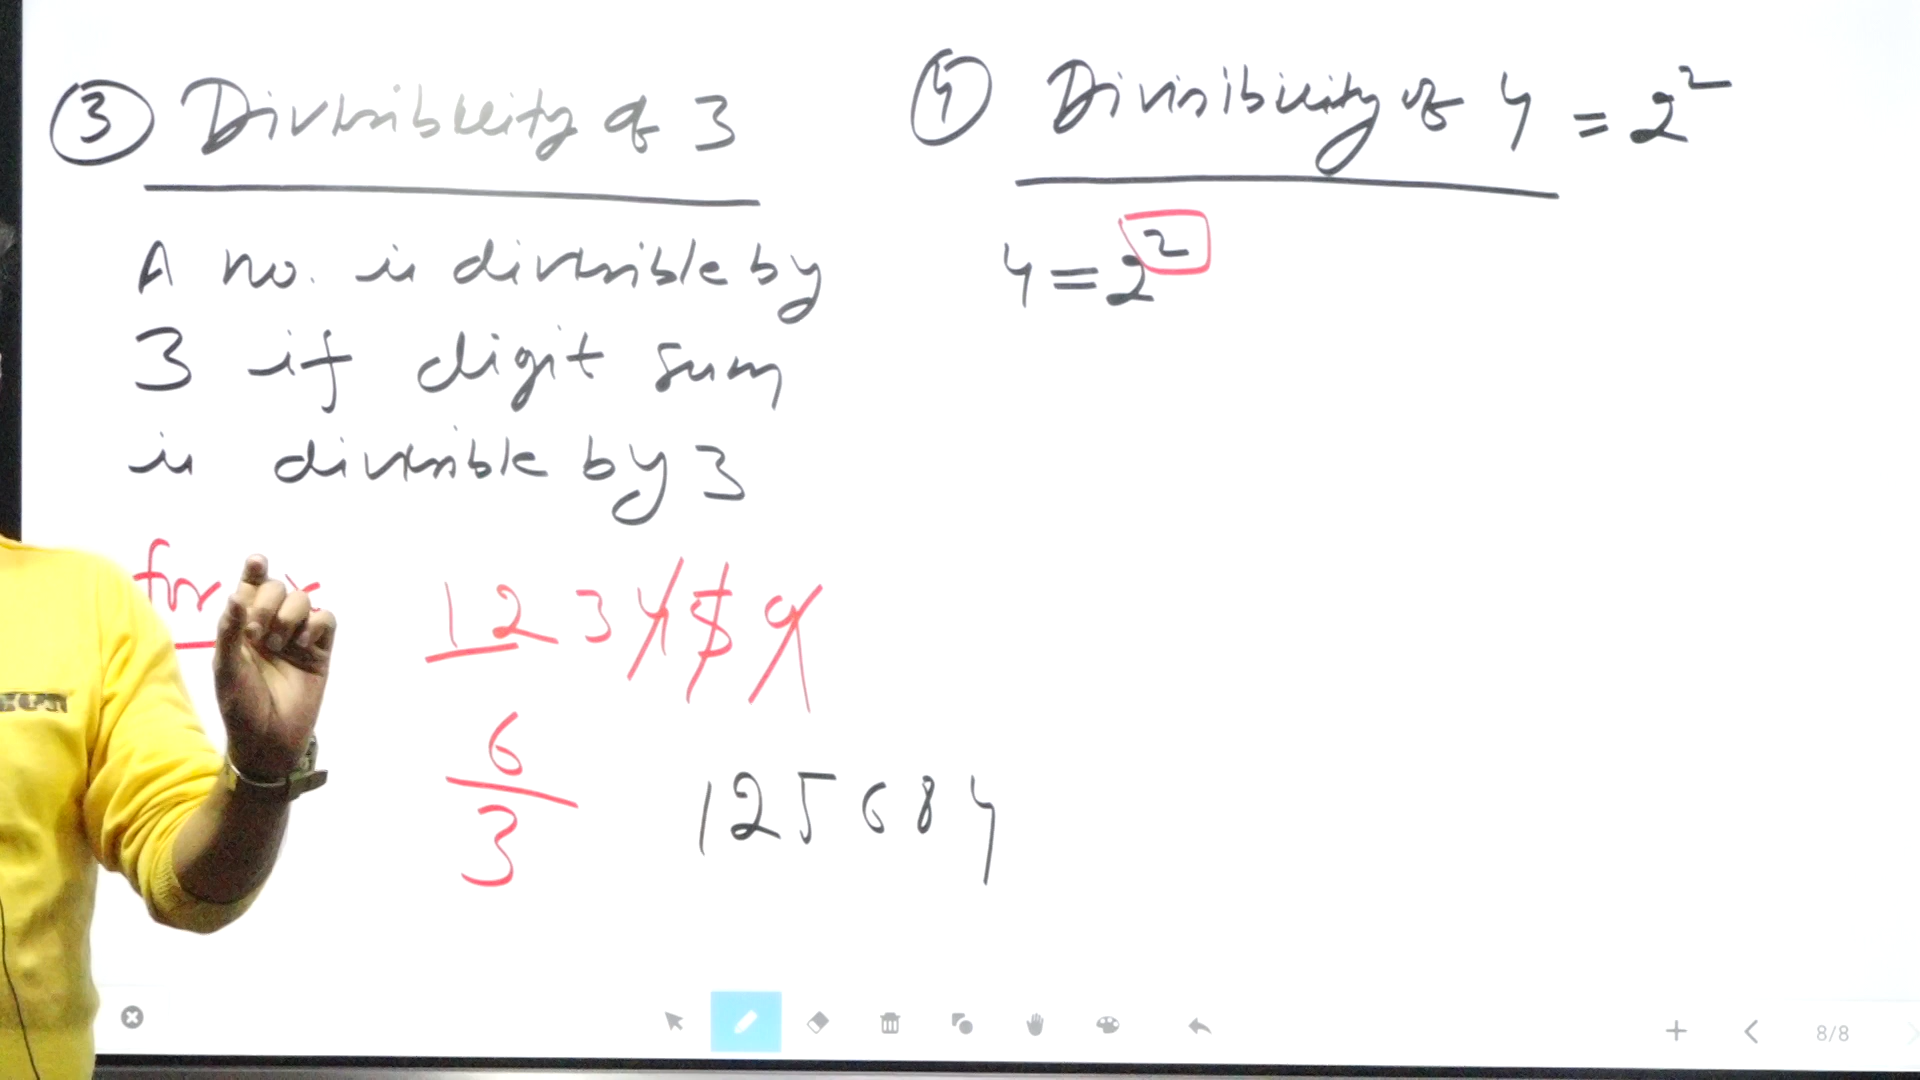 ③ Divisibility of 3
A no. is divisible by
3 if digit sum
is divisible by 3
for
123459
6
3
125684
④ Divisibility of 4 = 2²
4 = 2²
8/8